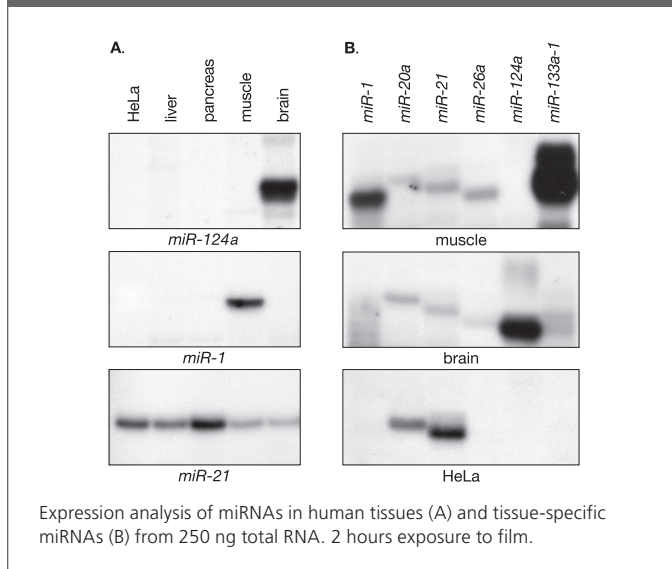 A.
HeLa
liver
pancreas
muscle
brain
miR-124a
miR-1
miR-21
B.
miR-1
miR-20a
miR-21
miR-26a
miR-124a
miR-133a-1
muscle
brain
HeLa
Expression analysis of miRNAs in human tissues (A) and tissue-specific
miRNAs (B) from 250 ng total RNA. 2 hours exposure to film.